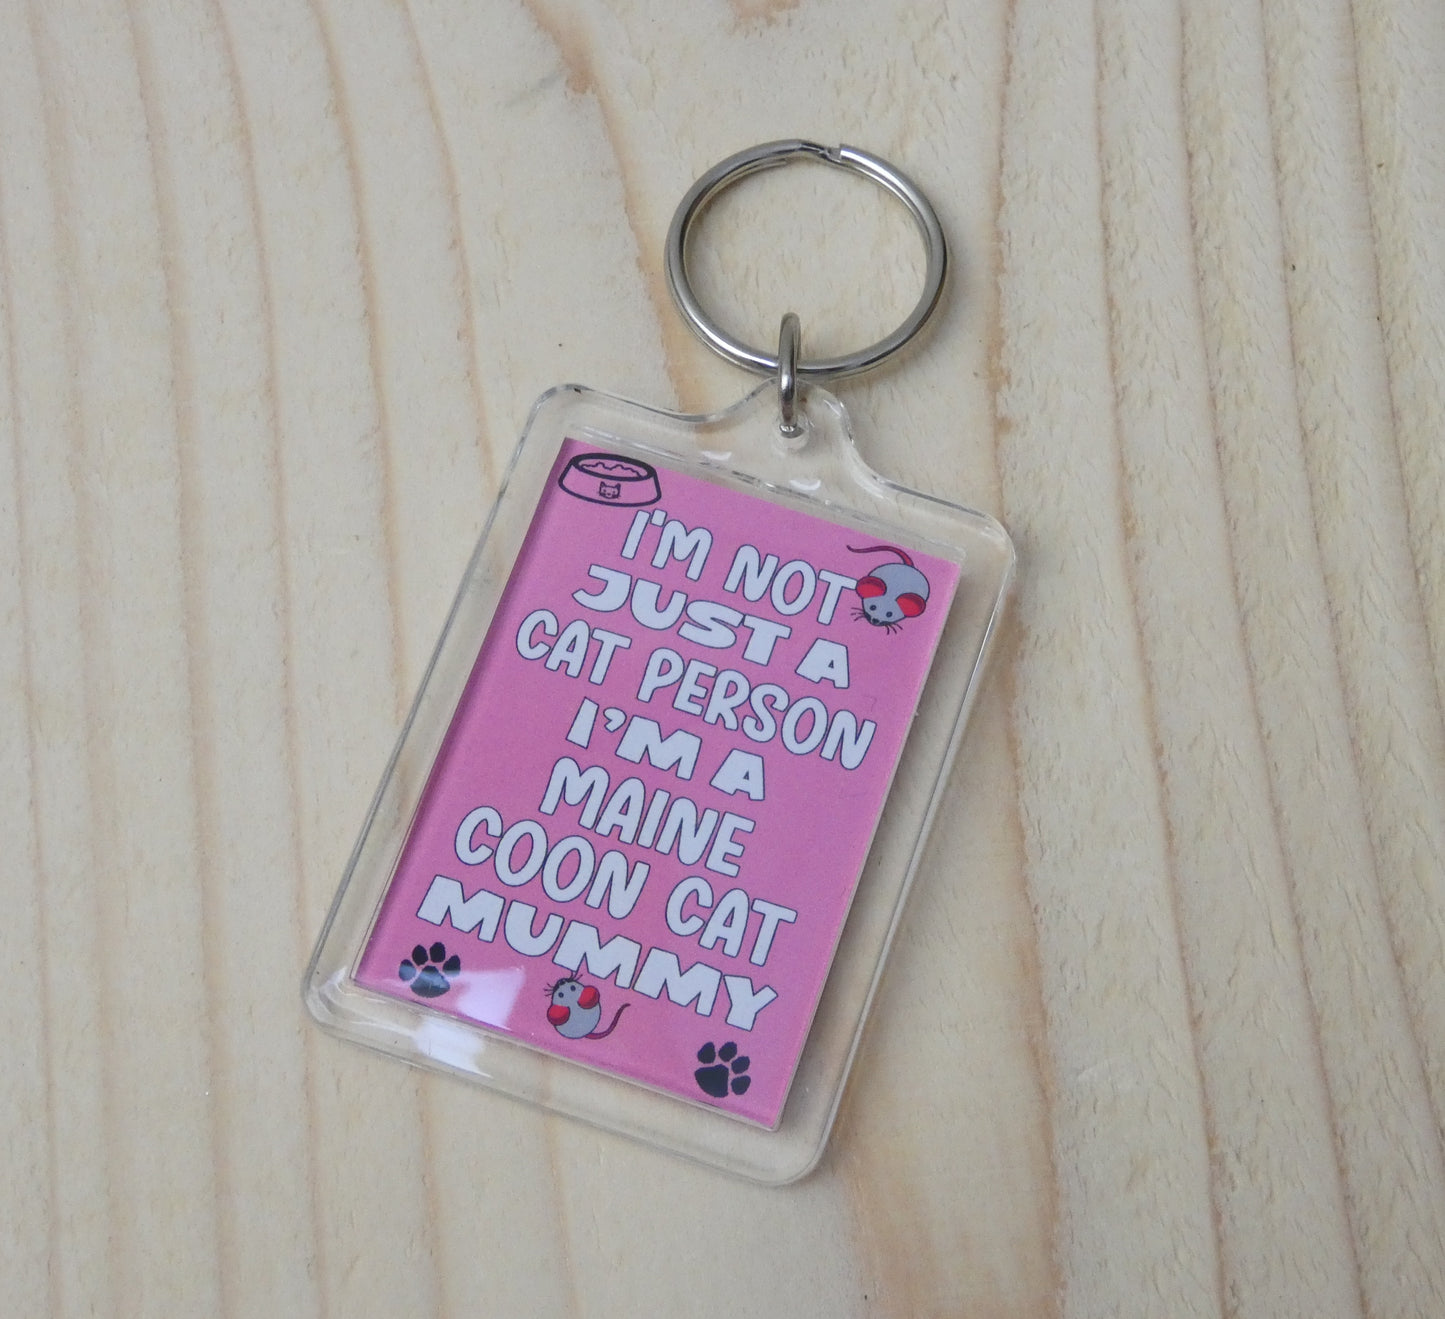 I'M NOT
JUST A
CAT PERSON
I'M A
MAINE
COON CAT
MUMMY